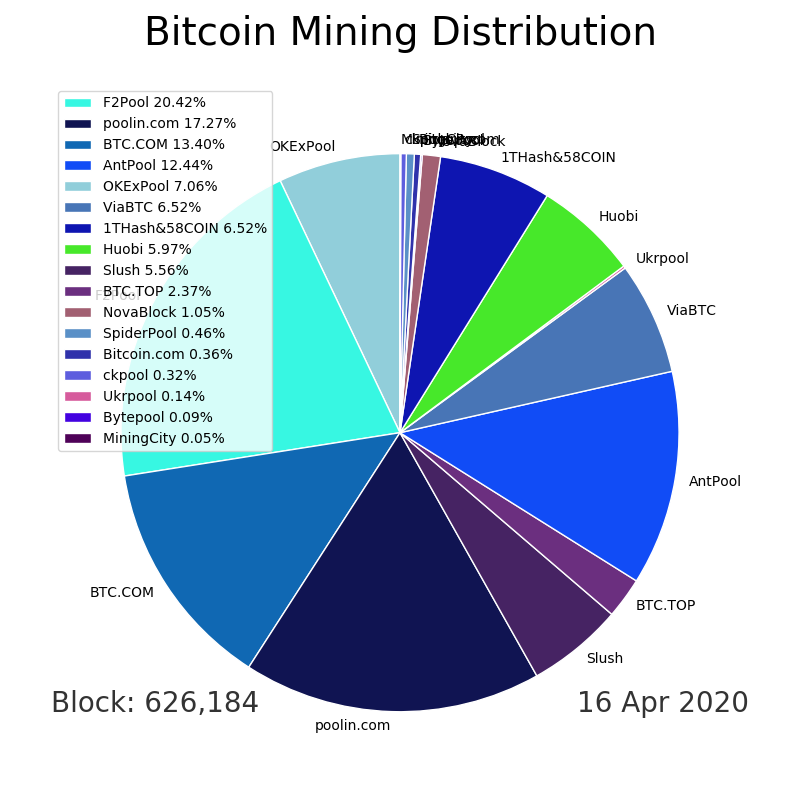 Bitcoin Mining Distribution
F2Pool 20.42%
poolin.com 17.27%
BTC.COM 13.40%
AntPool 12.44%
OKExPool 7.06%
ViaBTC 6.52%
1THash&58COIN 6.52%
Huobi 5.97%
Slush 5.56%
BTC.TOP 2.37%
NovaBlock 1.05%
SpiderPool 0.46%
Bitcoin.com 0.36%
ckpool 0.32%
Ukrpool 0.14%
Bytepool 0.09%
MiningCity 0.05%
OKExPool
1THash&58COIN
Huobi
Ukrpool
ViaBTC
F2Pool
AntPool
BTC.COM
BTC.TOP
Slush
poolin.com
Block: 626,184
16 Apr 2020